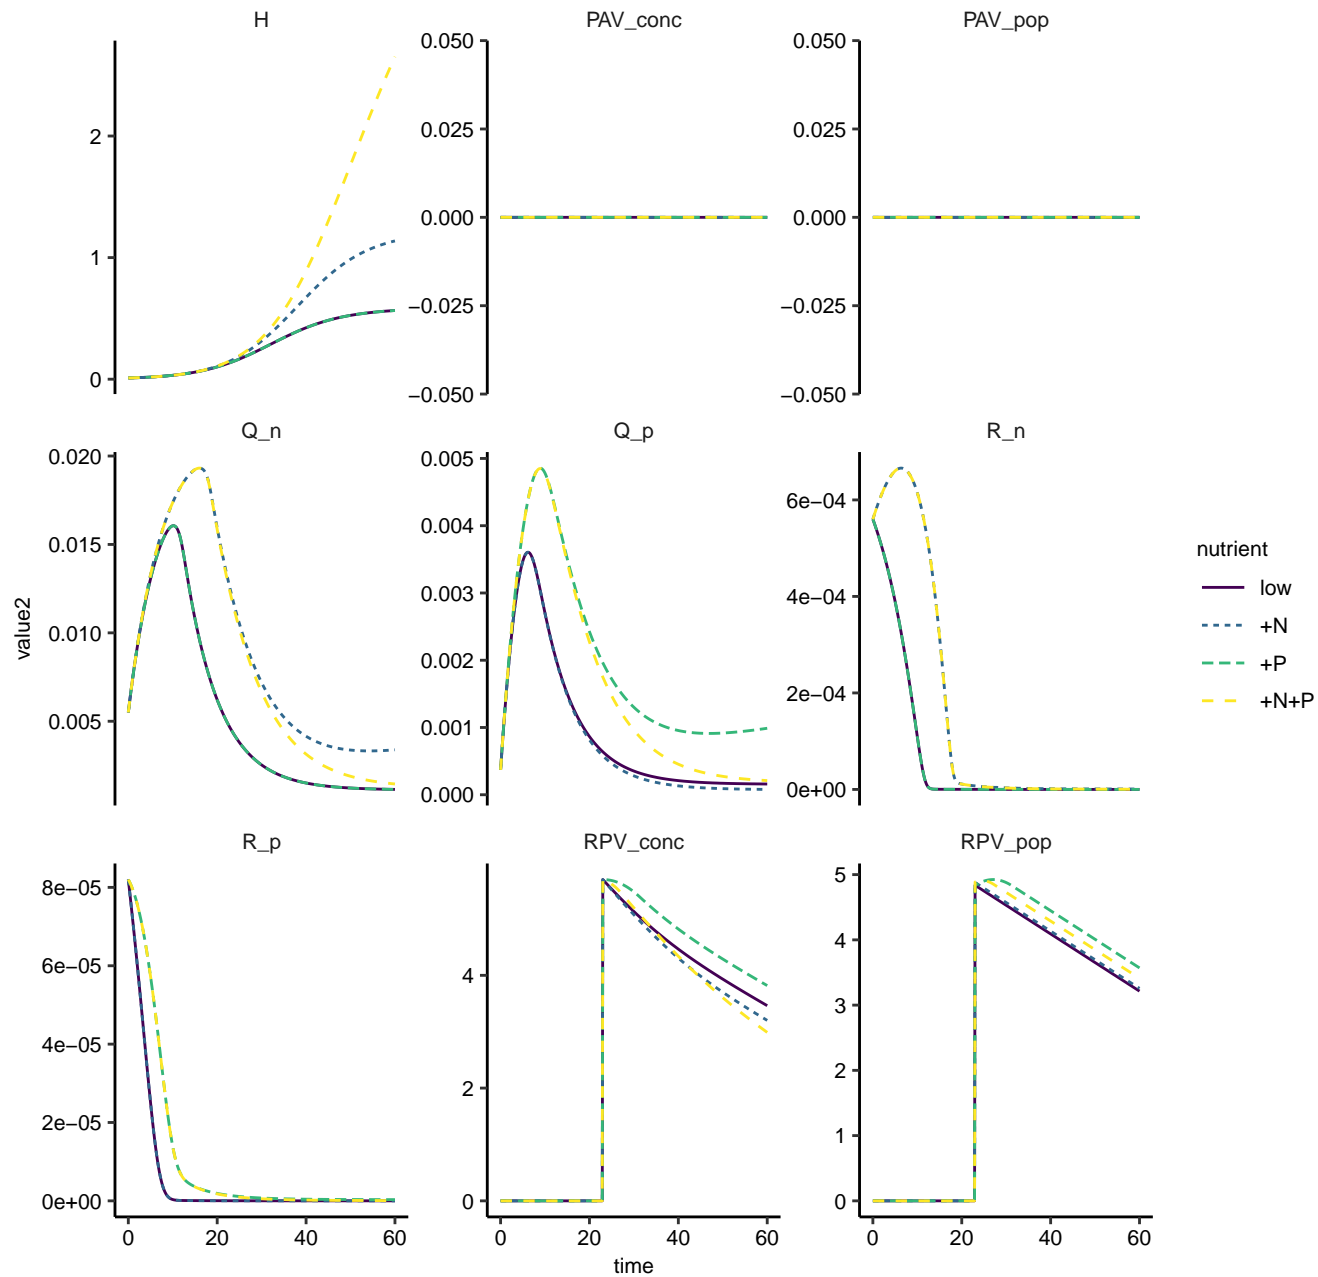 H
PAV_conc
PAV_pop
2
1
0
0.050
0.025
0.000
−0.025
−0.050
0.050
0.025
0.000
−0.025
−0.050
Q_n
Q_p
R_n
0.020
0.015
0.010
0.005
0.005
0.004
0.003
0.002
0.001
0.000
6e−04
4e−04
2e−04
0e+00
value2
R_p
RPV_conc
RPV_pop
8e−05
6e−05
4e−05
2e−05
0e+00
4
2
0
5
4
3
2
1
0
0 20 40 60
0 20 40 60
0 20 40 60
time
nutrient
low
+N
+P
+N+P